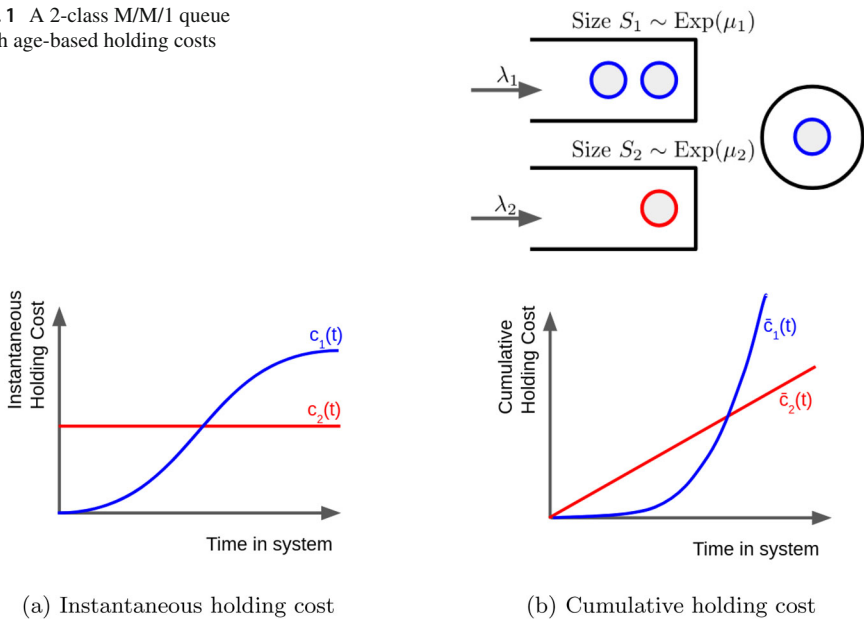 .1 A 2-class M/M/1 queue
h age-based holding costs
Size S₁ ∼ Exp(μ₁)
λ₁
Size S₂ ∼ Exp(μ₂)
λ₂
Instantaneous
Holding Cost
c₁(t)
c₂(t)
Time in system
Cumulative
Holding Cost
c̄₁(t)
c̄₂(t)
Time in system
(a) Instantaneous holding cost
(b) Cumulative holding cost